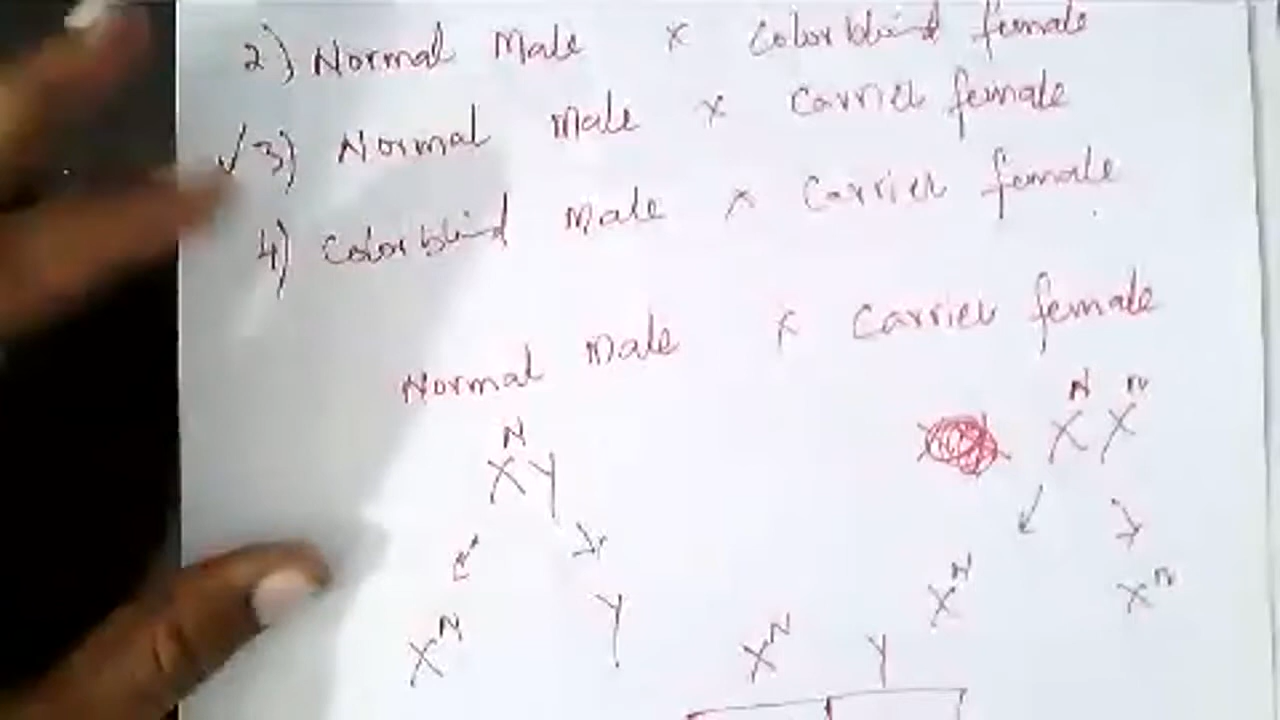 2) Normal Male x Colorblind female
✓3) Normal Male x Carrier female
4) Colorblind Male x Carrier female
Normal Male x Carrier female
X^N Y X^N X^n
X^N Y X^N X^n
X^N Y